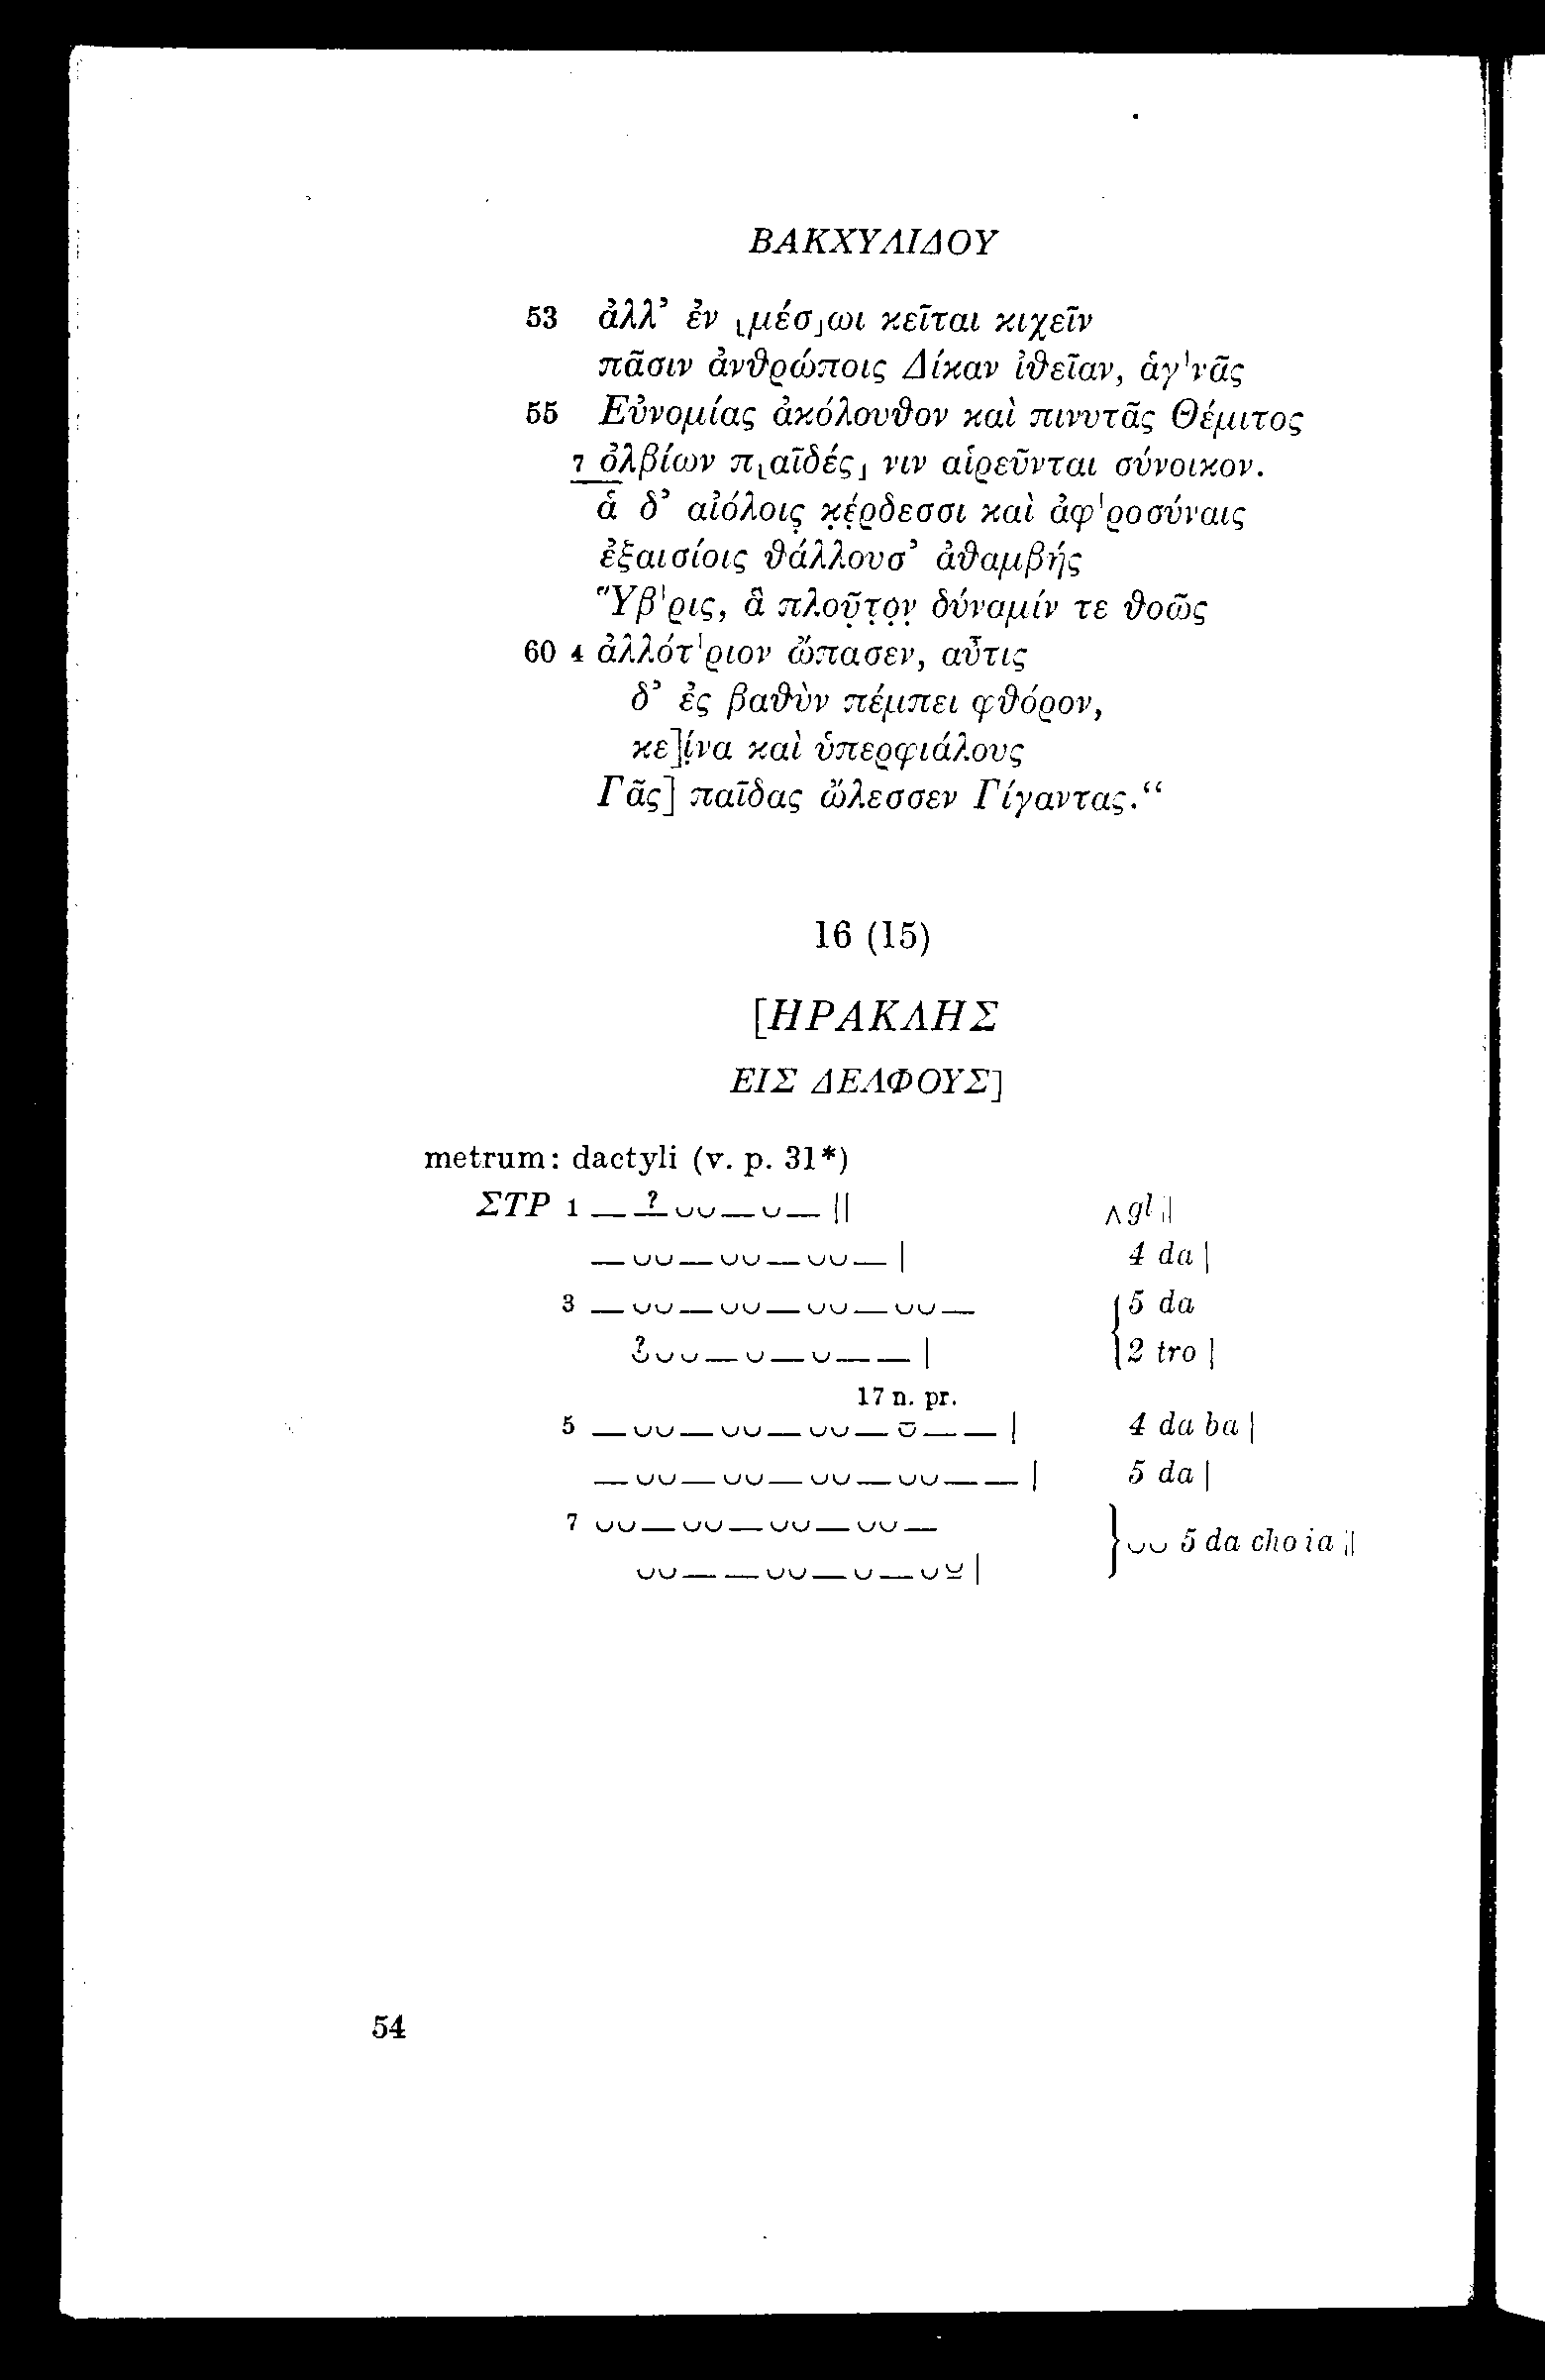 ΒΑΚΧΥΛΙΔΟΥ
53 ἀλλ’ ἐν ⌊μέσ⌋ωι κεῖται κιχεῖν
πᾶσιν ἀνθρώποις Δίκαν ἰθεῖαν, ἁγ'νᾶς
55 Εὐνομίας ἀκόλουθον καὶ πινυτᾶς Θέμιτος
7 ὀλβίων π⌊αῖδές⌋ νιν αἱρεῦνται σύνοικον.
ἁ δ’ αἰόλοις κ̣έ̣ρδεσσι καὶ ἀφ'ροσύναις
ἐξαισίοις θάλλουσ’ ἀθαμβὴς
Ὕβ'ρις, ἃ πλοῦτ̣ο̣ν̣ δύναμίν τε θοῶς
60 4 ἀλλότ'ριον ὤπασεν, αὖτις
δ’ ἐς βαθὺν πέμπει φθόρον,
κε]ί̣να καὶ ὑπερφιάλους
Γᾶς] παῖδας ὤλεσσεν Γίγαντας.“
16 (15)
[ΗΡΑΚΛΗΣ
ΕΙΣ ΔΕΛΦΟΥΣ]
metrum: dactyli (v. p. 31*)
ΣΤΡ 1 — —? ∪∪ — ∪ — || ∧gl ||
— ∪∪ — ∪∪ — ∪∪ — | 4 da |
3 — ∪∪ — ∪∪ — ∪∪ — ∪∪ — 5 da
∪?∪∪ — ∪ — ∪ — — | 2 tro |
17 n. pr.
5 — ∪∪ — ∪∪ — ∪∪ — ∪̅ — — | 4 da ba |
— ∪∪ — ∪∪ — ∪∪ — ∪∪ — — | 5 da |
7 ∪∪ — ∪∪ — ∪∪ — ∪∪ —
∪∪ — — ∪∪ — ∪ — ∪ ∪̲ | ∪∪ 5 da cho ia ||
54